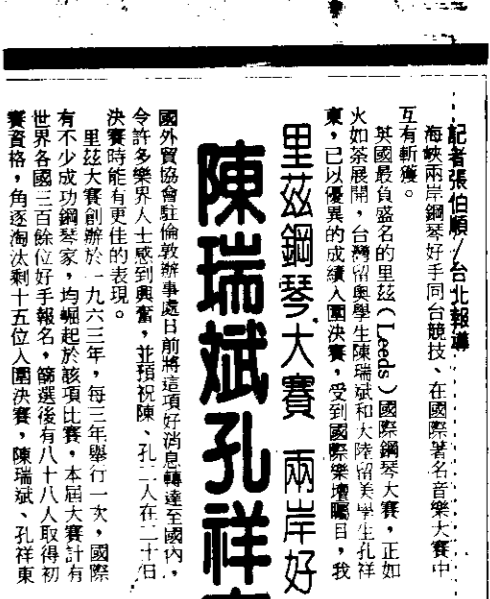 記者張伯順／台北報導
海峽兩岸鋼琴好手同台競技、在國際著名音樂大賽中
互有斬獲。
英國最負盛名的里茲（Leeds）國際鋼琴大賽，正如
火如荼展開，台灣留奧學生陳瑞斌和大陸留美學生孔祥
東，已以優異的成績入圍決賽，受到國際樂壇矚目，我
里茲鋼琴大賽 兩岸好
陳瑞斌孔祥
國外貿協會駐倫敦辦事處日前將這項好消息轉達至國內，
令許多樂界人士感到興奮，並預祝陳、孔二人在二十日
決賽時能有更佳的表現。
里茲大賽創辦於一九六三年，每三年舉行一次，國際
有不少成功鋼琴家，均崛起於該項比賽，本屆大賽計有
世界各國三百餘位好手報名，篩選後有八十八人取得初
賽資格，角逐淘汰剩十五位入圍決賽，陳瑞斌、孔祥東